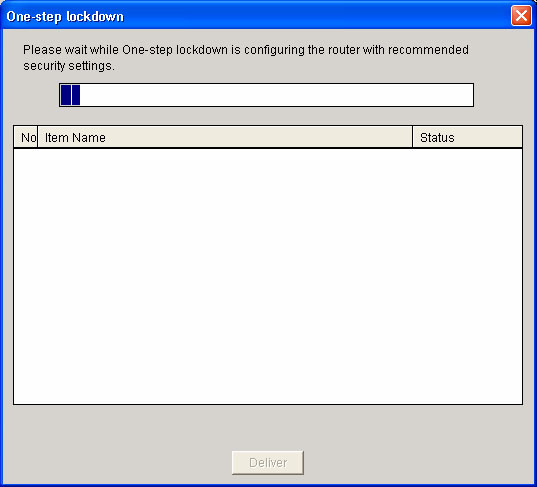 One-step lockdown
Please wait while One-step lockdown is configuring the router with recommended
security settings.
No Item Name Status
Deliver